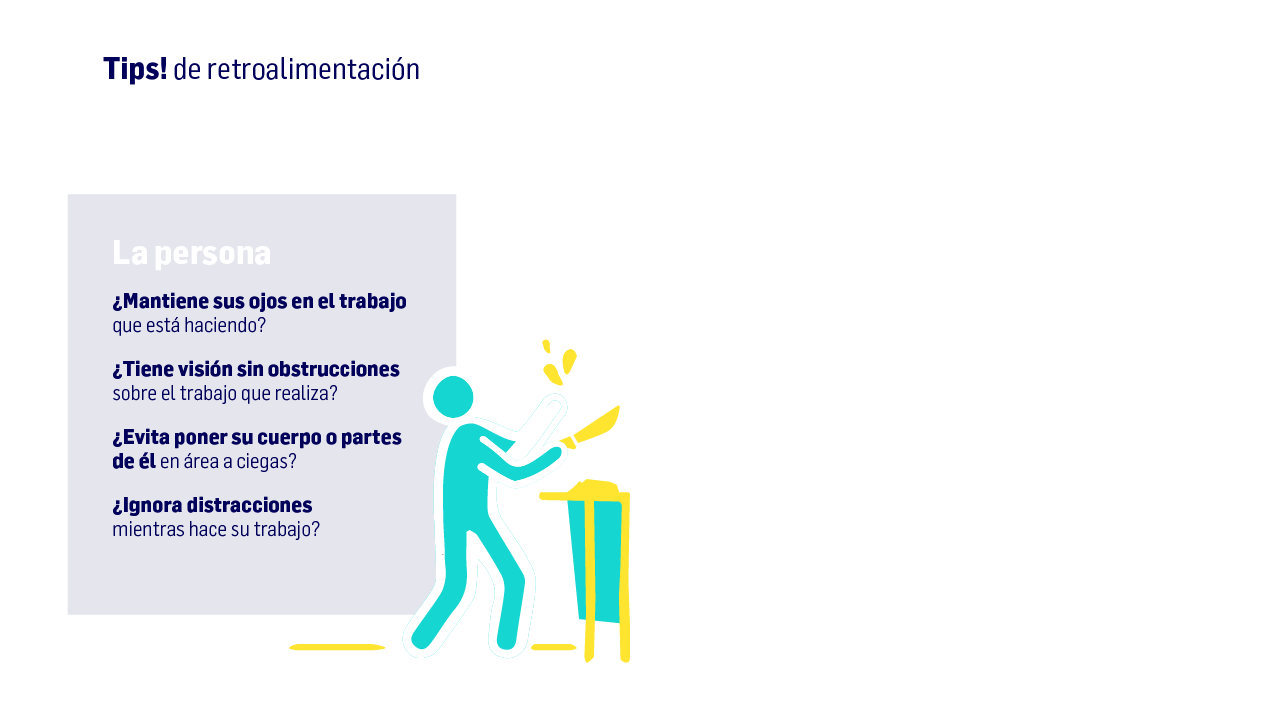 Tips! de retroalimentación
La persona
¿Mantiene sus ojos en el trabajo
que está haciendo?
¿Tiene visión sin obstrucciones
sobre el trabajo que realiza?
¿Evita poner su cuerpo o partes
de él en área a ciegas?
¿Ignora distracciones
mientras hace su trabajo?